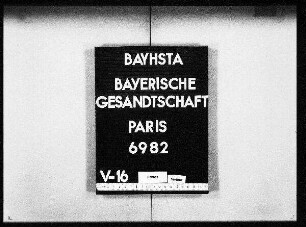 BAYHSTA
BAYERISCHE
GESANDTSCHAFT
PARIS
6982
V-16